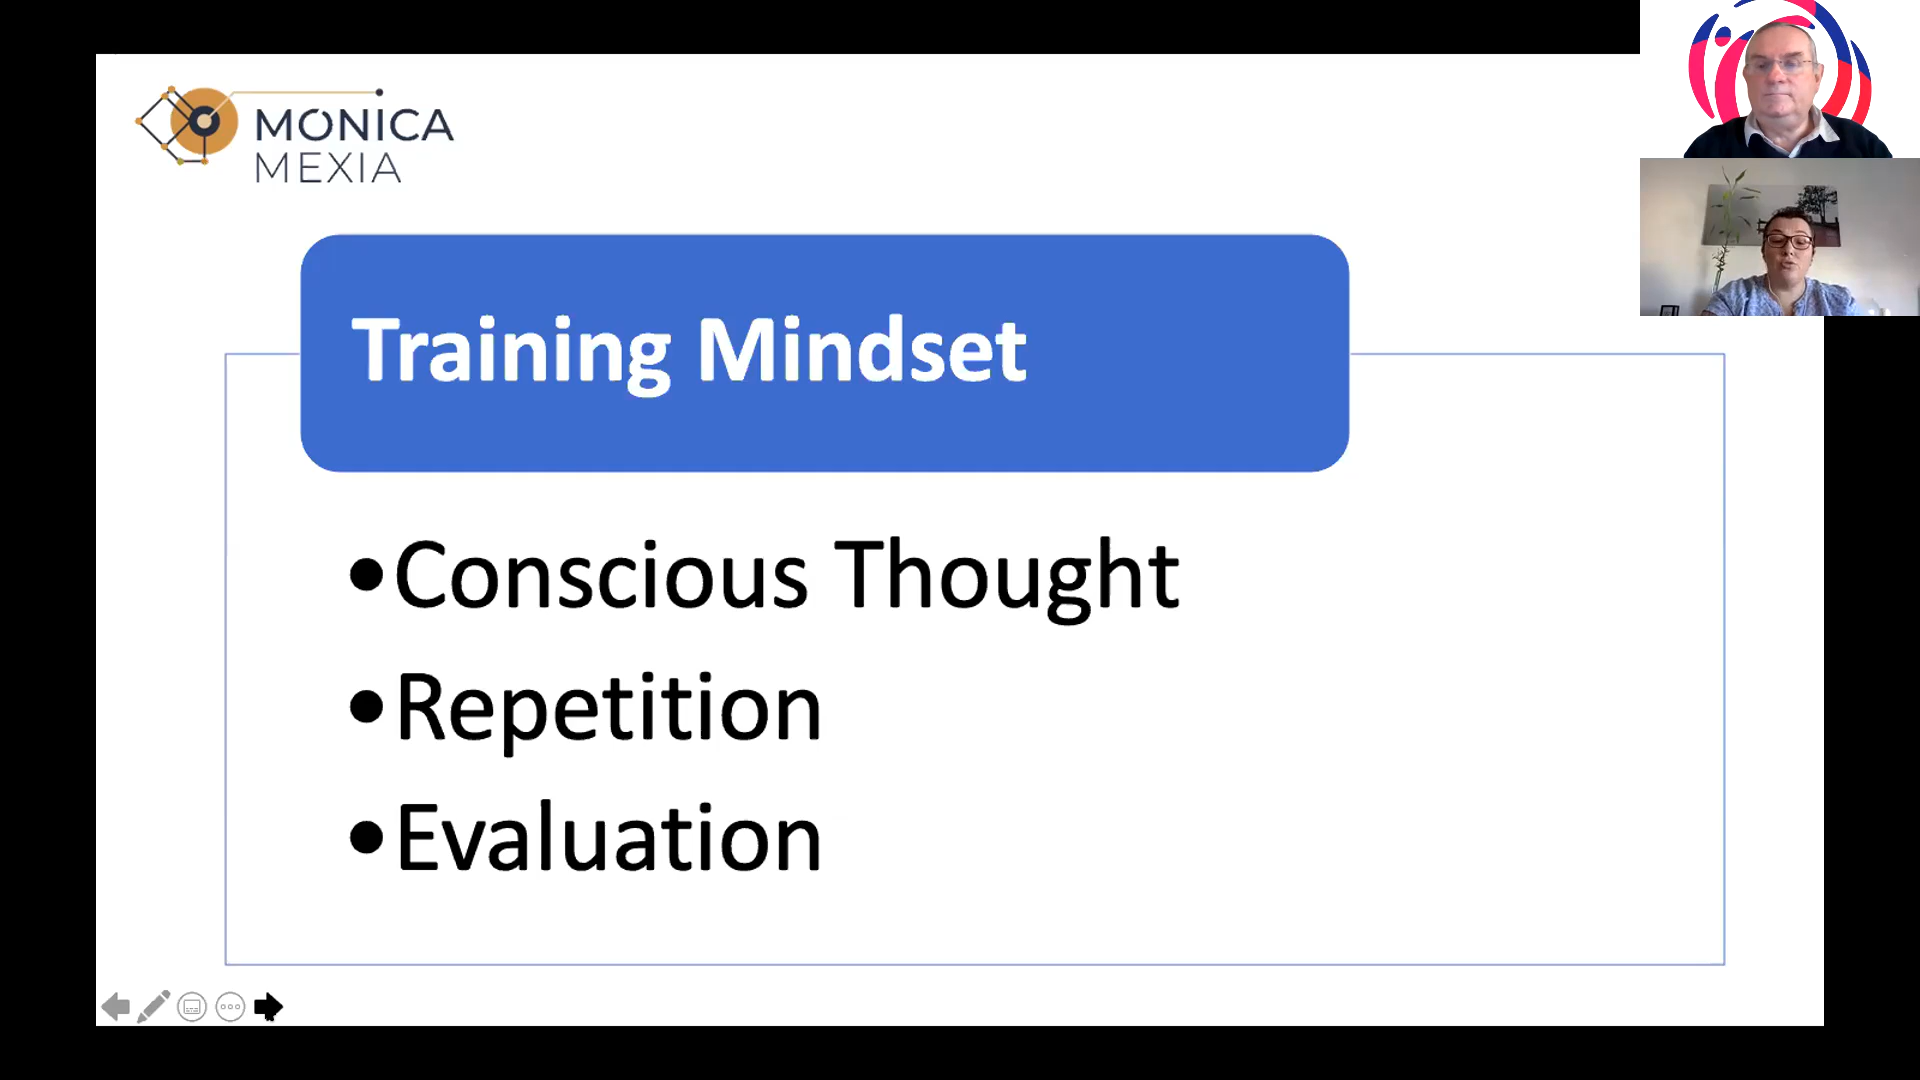 MONICA
MEXIA
Training Mindset
•Conscious Thought
•Repetition
•Evaluation